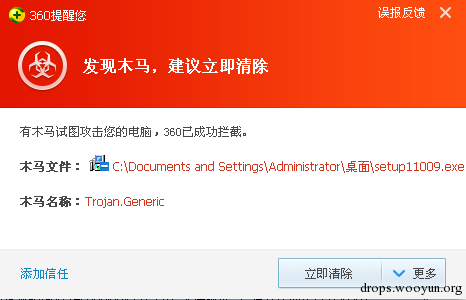 360提醒您
误报反馈
发现木马，建议立即清除
有木马试图攻击您的电脑，360已成功拦截。
木马文件： C:\Documents and Settings\Administrator\桌面\setup11009.exe
木马名称：Trojan.Generic
添加信任
立即清除
更多
drops.wooyun.org